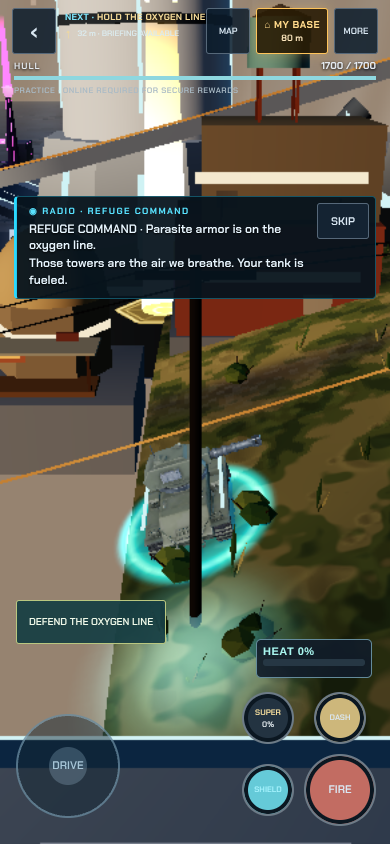 ‹
NEXT · HOLD THE OXYGEN LINE
32 m · BRIEFING
MAP
⌂ MY BASE
80 m
MORE
HULL
1700 / 1700
PRACTICE · ONLINE REQUIRED FOR SECURE REWARDS
◉ RADIO · REFUGE COMMAND
SKIP
REFUGE COMMAND · Parasite armor is on the
oxygen line.
Those towers are the air we breathe. Your tank is
fueled.
DEFEND THE OXYGEN LINE
HEAT 0%
SUPER
0%
DASH
DRIVE
SHIELD
FIRE